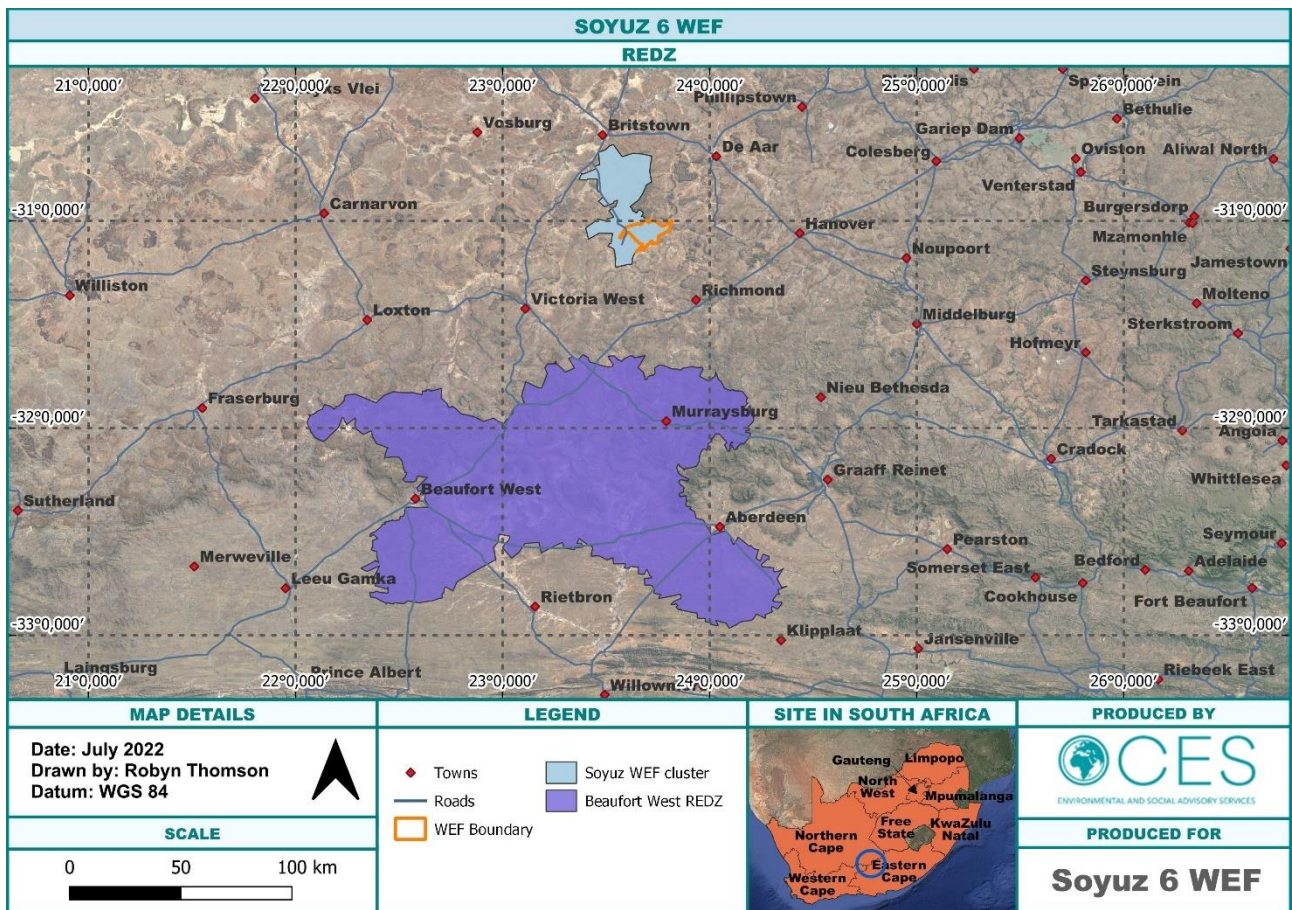 SOYUZ 6 WEF
REDZ
21°0,000′ 22°0,000′ 23°0,000′ 24°0,000′ 25°0,000′ 26°0,000′
Vlei
Phillipstown
Bethulie
Vosburg
Britstown
Gariep Dam
De Aar
Colesberg
Oviston
Aliwal North
Venterstad
-31°0,000′
Carnarvon
Burgersdorp
-31°0,000′
Hanover
Mzamonhle
Noupoort
Jamestown
Steynsburg
Williston
Richmond
Victoria West
Molteno
Loxton
Middelburg
Sterkstroom
Hofmeyr
Nieu Bethesda
Fraserburg
-32°0,000′
Murraysburg
-32°0,000′
Tarkastad
Angola
Cradock
Graaff Reinet
Whittlesea
Beaufort West
Sutherland
Aberdeen
Seymour
Pearston
Merweville
Bedford
Adelaide
Somerset East
Leeu Gamka
Cookhouse
Fort Beaufort
Rietbron
-33°0,000′
Klipplaat
-33°0,000′
Jansenville
Laingsburg
Prince Albert
Riebeek East
21°0,000′ 22°0,000′ 23°0,000′ 24°0,000′ 25°0,000′ 26°0,000′
MAP DETAILS
Date: July 2022
Drawn by: Robyn Thomson
Datum: WGS 84
SCALE
0 50 100 km
LEGEND
Towns
Roads
WEF Boundary
Soyuz WEF cluster
Beaufort West REDZ
SITE IN SOUTH AFRICA
Limpopo
Gauteng
North
West
Mpumalanga
Free
State
KwaZulu
Natal
Northern
Cape
Eastern
Cape
Western
Cape
PRODUCED BY
CES
ENVIRONMENTAL AND SOCIAL ADVISORY SERVICES
PRODUCED FOR
Soyuz 6 WEF